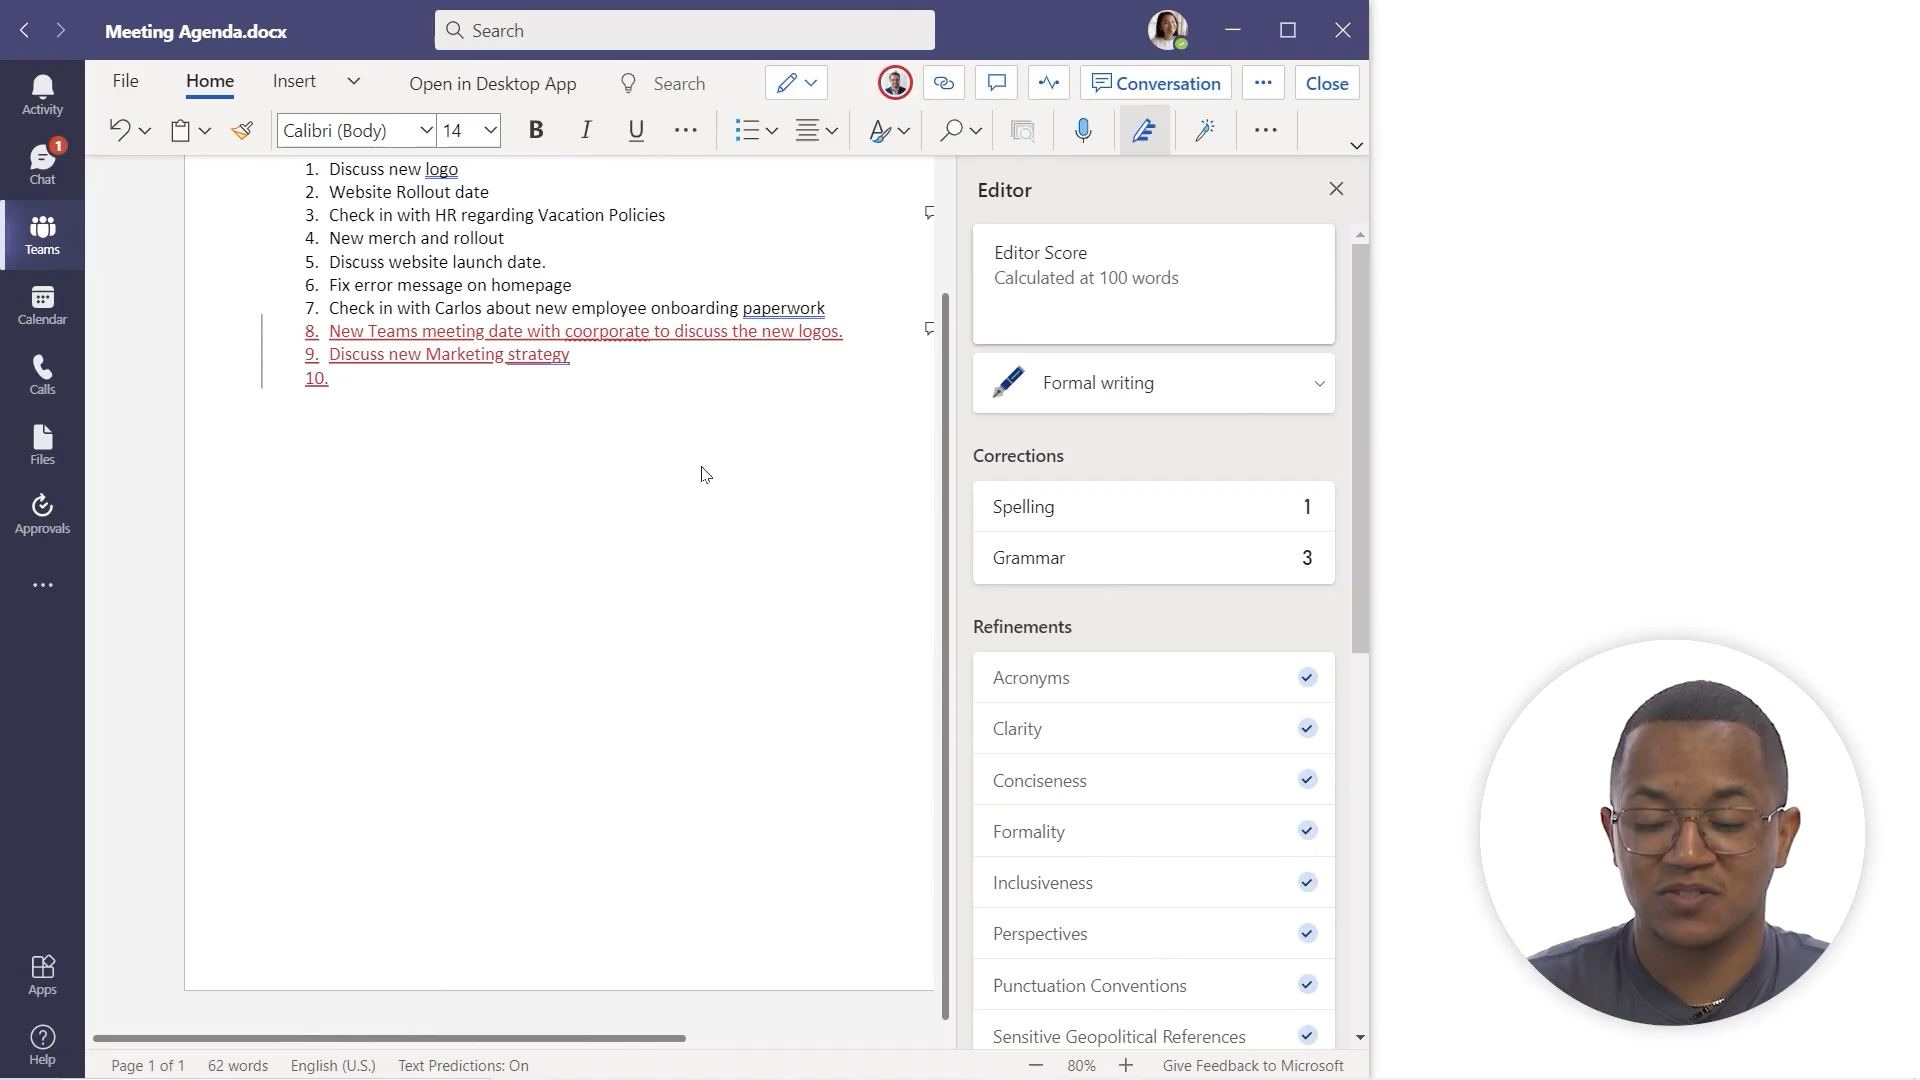 Meeting Agenda.docx
Search
Activity
1
Chat
Teams
Calendar
Calls
Files
Approvals
Apps
Help
File
Home
Insert
Open in Desktop App
Search
Conversation
Close
Calibri (Body)
14
B
I
U
1. Discuss new logo
2. Website Rollout date
3. Check in with HR regarding Vacation Policies
4. New merch and rollout
5. Discuss website launch date.
6. Fix error message on homepage
7. Check in with Carlos about new employee onboarding paperwork
8. New Teams meeting date with coorporate to discuss the new logos.
9. Discuss new Marketing strategy
10.
Editor
Editor Score
Calculated at 100 words
Formal writing
Corrections
Spelling 1
Grammar 3
Refinements
Acronyms
Clarity
Conciseness
Formality
Inclusiveness
Perspectives
Punctuation Conventions
Sensitive Geopolitical References
Page 1 of 1
62 words
English (U.S.)
Text Predictions: On
80%
Give Feedback to Microsoft